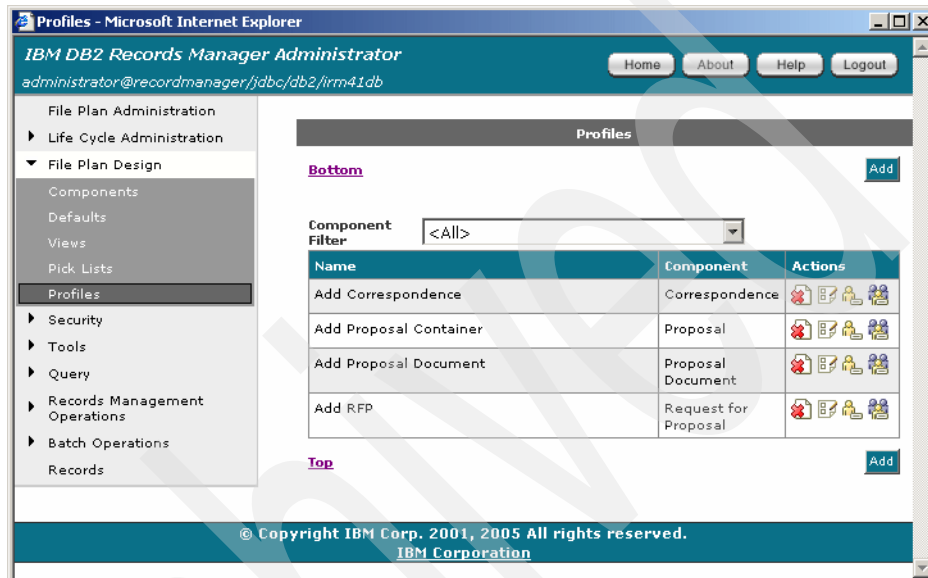 Profiles - Microsoft Internet Explorer
IBM DB2 Records Manager Administrator
administrator@recordmanager/jdbc/db2/irm41db
Home About Help Logout
File Plan Administration
Life Cycle Administration
File Plan Design
Components
Defaults
Views
Pick Lists
Profiles
Security
Tools
Query
Records Management
Operations
Batch Operations
Records
Profiles
Bottom Add
Component
Filter
<All>
Name Component Actions
Add Correspondence Correspondence
Add Proposal Container Proposal
Add Proposal Document Proposal
Document
Add RFP Request for
Proposal
Top Add
© Copyright IBM Corp. 2001, 2005 All rights reserved.
IBM Corporation